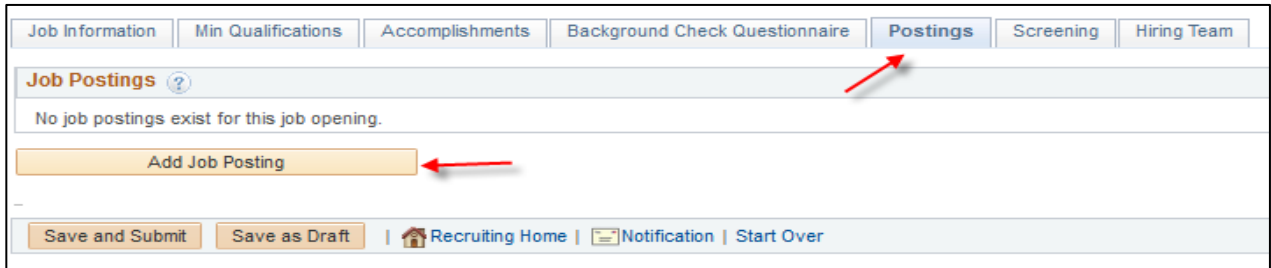 Job Information Min Qualifications Accomplishments Background Check Questionnaire Postings Screening Hiring Team
Job Postings ?
No job postings exist for this job opening.
Add Job Posting
Save and Submit Save as Draft | Recruiting Home | Notification | Start Over